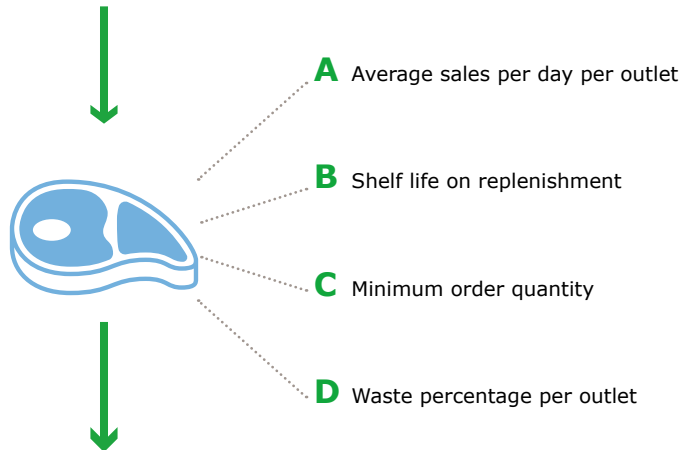 A Average sales per day per outlet
B Shelf life on replenishment
C Minimum order quantity
D Waste percentage per outlet